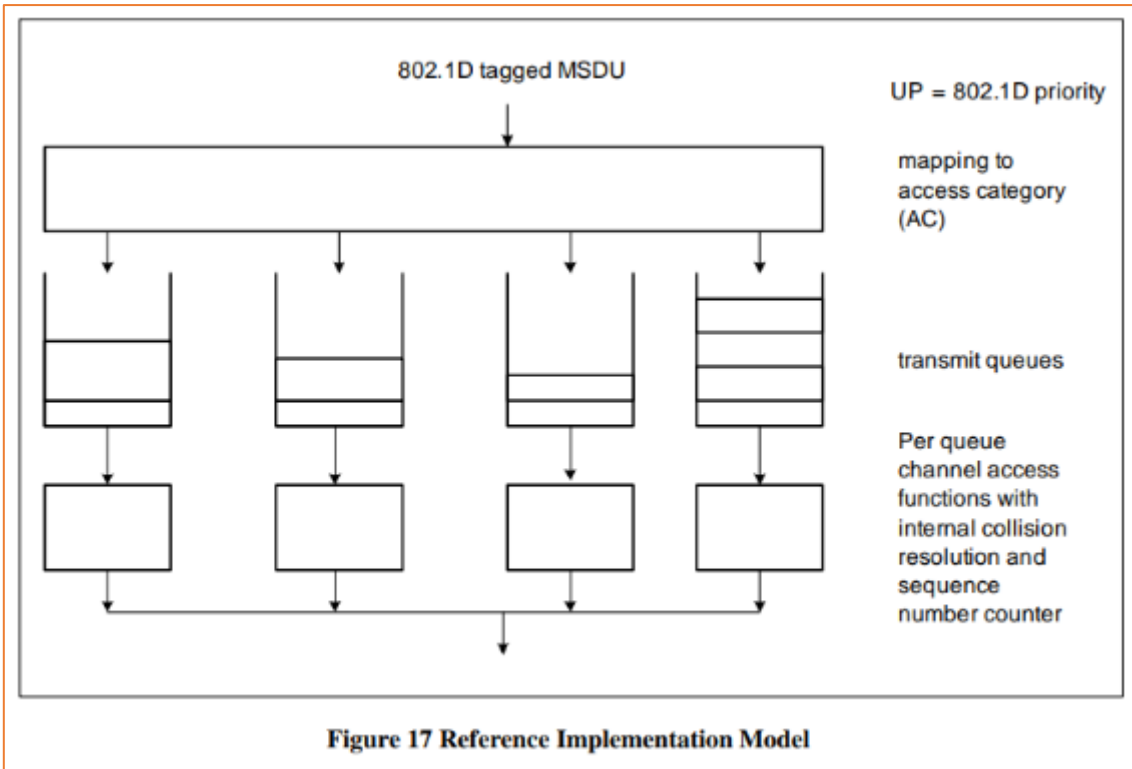 802.1D tagged MSDU
UP = 802.1D priority
mapping to
access category
(AC)
transmit queues
Per queue
channel access
functions with
internal collision
resolution and
sequence
number counter
Figure 17 Reference Implementation Model